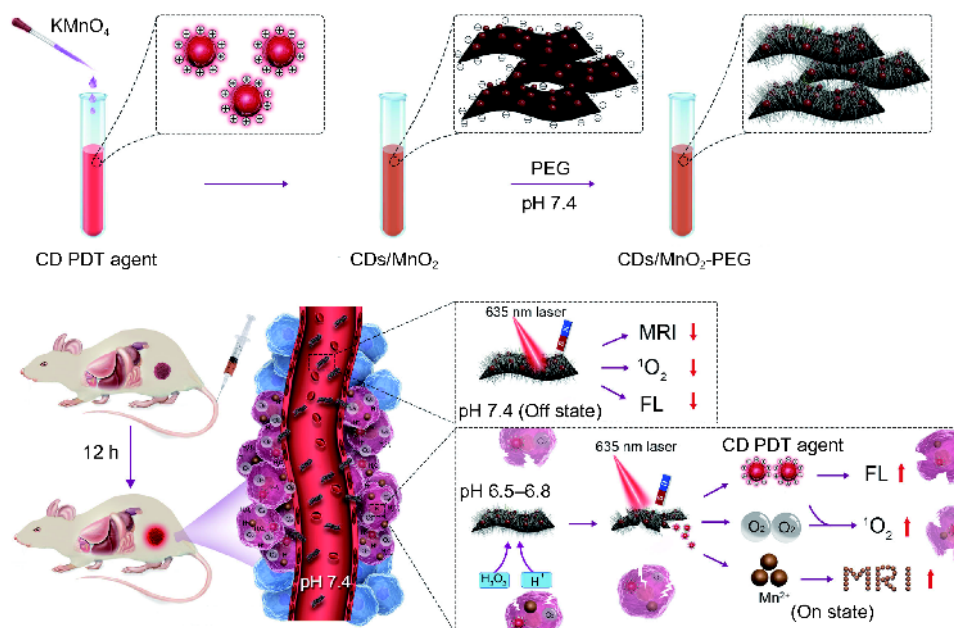 KMnO₄
PEG
pH 7.4
CD PDT agent
CDs/MnO₂
CDs/MnO₂-PEG
635 nm laser
MRI
¹O₂
FL
pH 7.4 (Off state)
12 h
pH 7.4
635 nm laser
CD PDT agent
pH 6.5–6.8
FL
O₂ O₂
¹O₂
H₂O₂ H⁺
Mn²⁺
MRI
(On state)